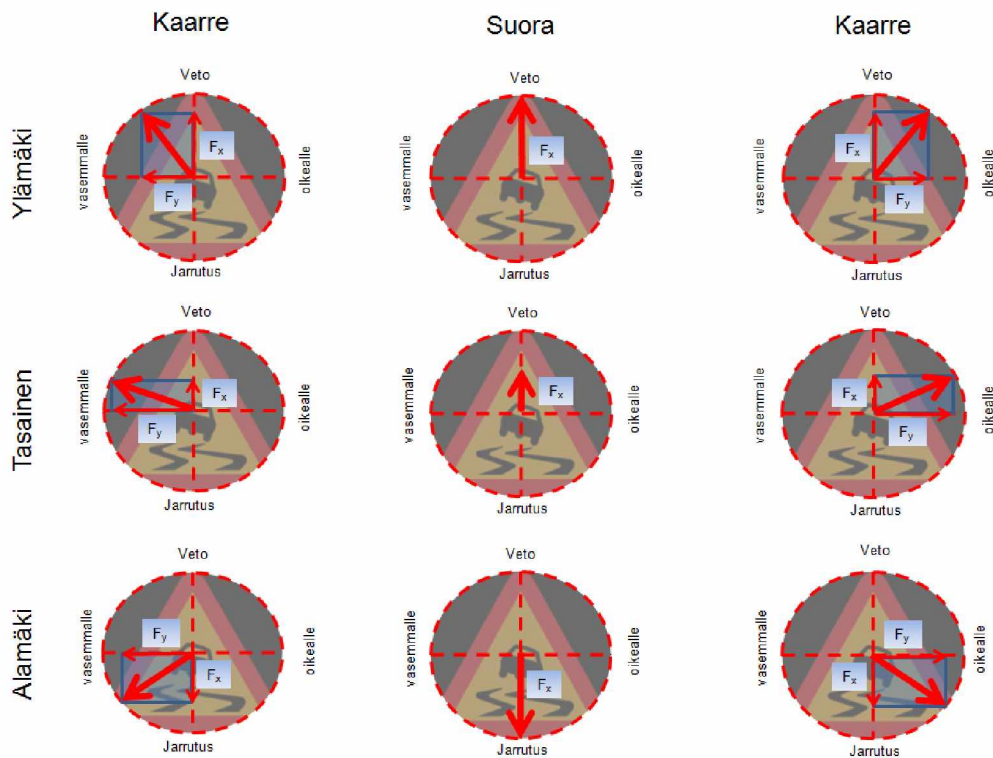 Kaarre
Suora
Kaarre
Ylämäki
Veto
vasemmalle
Fx
Fy
oikealle
Jarrutus
Veto
vasemmalle
Fx
oikealle
Jarrutus
Veto
vasemmalle
Fx
Fy
oikealle
Jarrutus
Tasainen
Veto
vasemmalle
Fx
Fy
oikealle
Jarrutus
Veto
vasemmalle
Fx
oikealle
Jarrutus
Veto
vasemmalle
Fx
Fy
oikealle
Jarrutus
Alamäki
Veto
vasemmalle
Fy
Fx
oikealle
Jarrutus
Veto
vasemmalle
Fx
oikealle
Jarrutus
Veto
vasemmalle
Fy
Fx
oikealle
Jarrutus